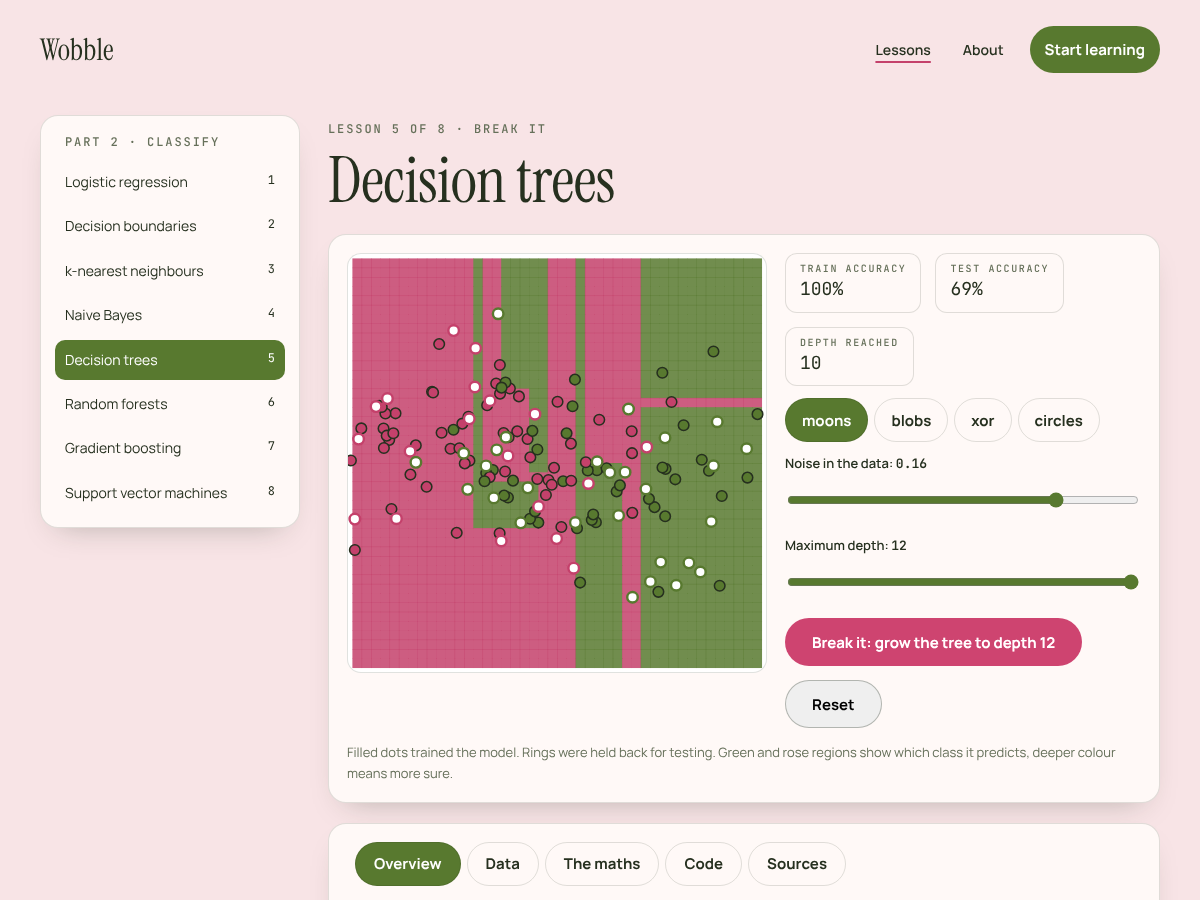 Wobble
Lessons
About
Start learning
PART 2 · CLASSIFY
Logistic regression 1
Decision boundaries 2
k-nearest neighbours 3
Naive Bayes 4
Decision trees 5
Random forests 6
Gradient boosting 7
Support vector machines 8
LESSON 5 OF 8 · BREAK IT
Decision trees
TRAIN ACCURACY
100%
TEST ACCURACY
69%
DEPTH REACHED
10
moons
blobs
xor
circles
Noise in the data: 0.16
Maximum depth: 12
Break it: grow the tree to depth 12
Reset
Filled dots trained the model. Rings were held back for testing. Green and rose regions show which class it predicts, deeper colour
means more sure.
Overview
Data
The maths
Code
Sources